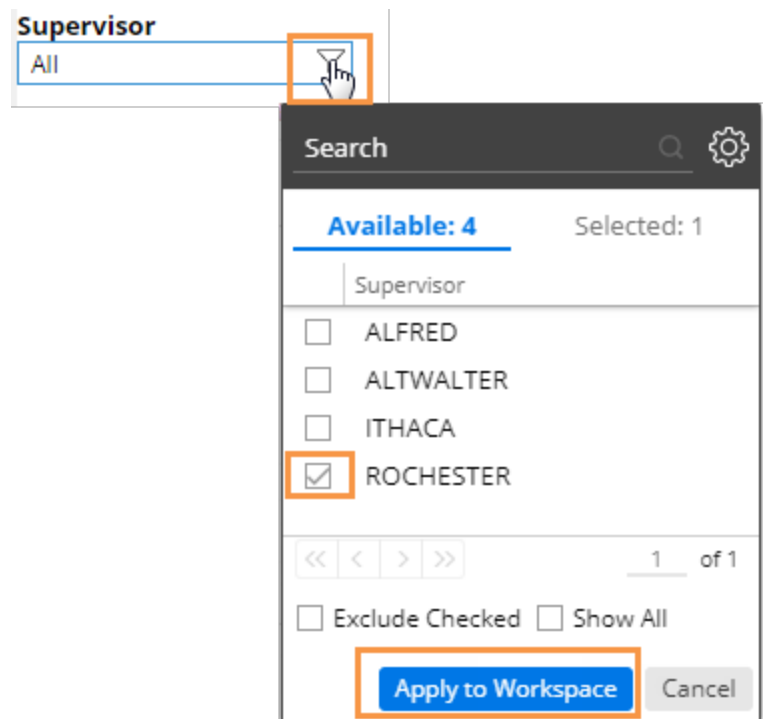 Supervisor
All
Search
Available: 4 Selected: 1
Supervisor
ALFRED
ALTWALTER
ITHACA
ROCHESTER
1 of 1
Exclude Checked Show All
Apply to Workspace Cancel